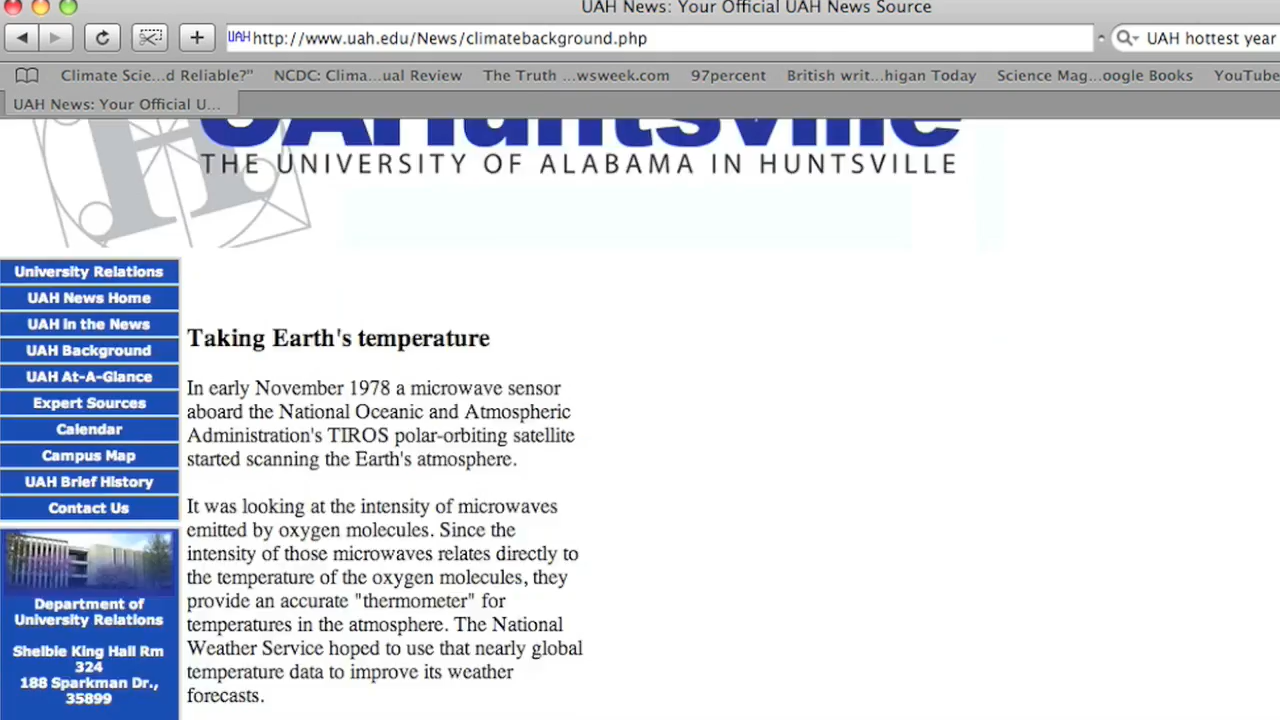 UAH News: Your Official UAH News Source
UAH http://www.uah.edu/News/climatebackground.php
UAH hottest year
Climate Scie...d Reliable?" NCDC: Clima...ual Review The Truth ...wsweek.com 97percent British writ...higan Today Science Mag...oogle Books YouTube
UAH News: Your Official U...
UAHuntsville
THE UNIVERSITY OF ALABAMA IN HUNTSVILLE
University Relations
UAH News Home
UAH in the News
UAH Background
UAH At-A-Glance
Expert Sources
Calendar
Campus Map
UAH Brief History
Contact Us
Department of
University Relations
Shelbie King Hall Rm
324
188 Sparkman Dr.,
35899
Taking Earth's temperature
In early November 1978 a microwave sensor
aboard the National Oceanic and Atmospheric
Administration's TIROS polar-orbiting satellite
started scanning the Earth's atmosphere.
It was looking at the intensity of microwaves
emitted by oxygen molecules. Since the
intensity of those microwaves relates directly to
the temperature of the oxygen molecules, they
provide an accurate "thermometer" for
temperatures in the atmosphere. The National
Weather Service hoped to use that nearly global
temperature data to improve its weather
forecasts.